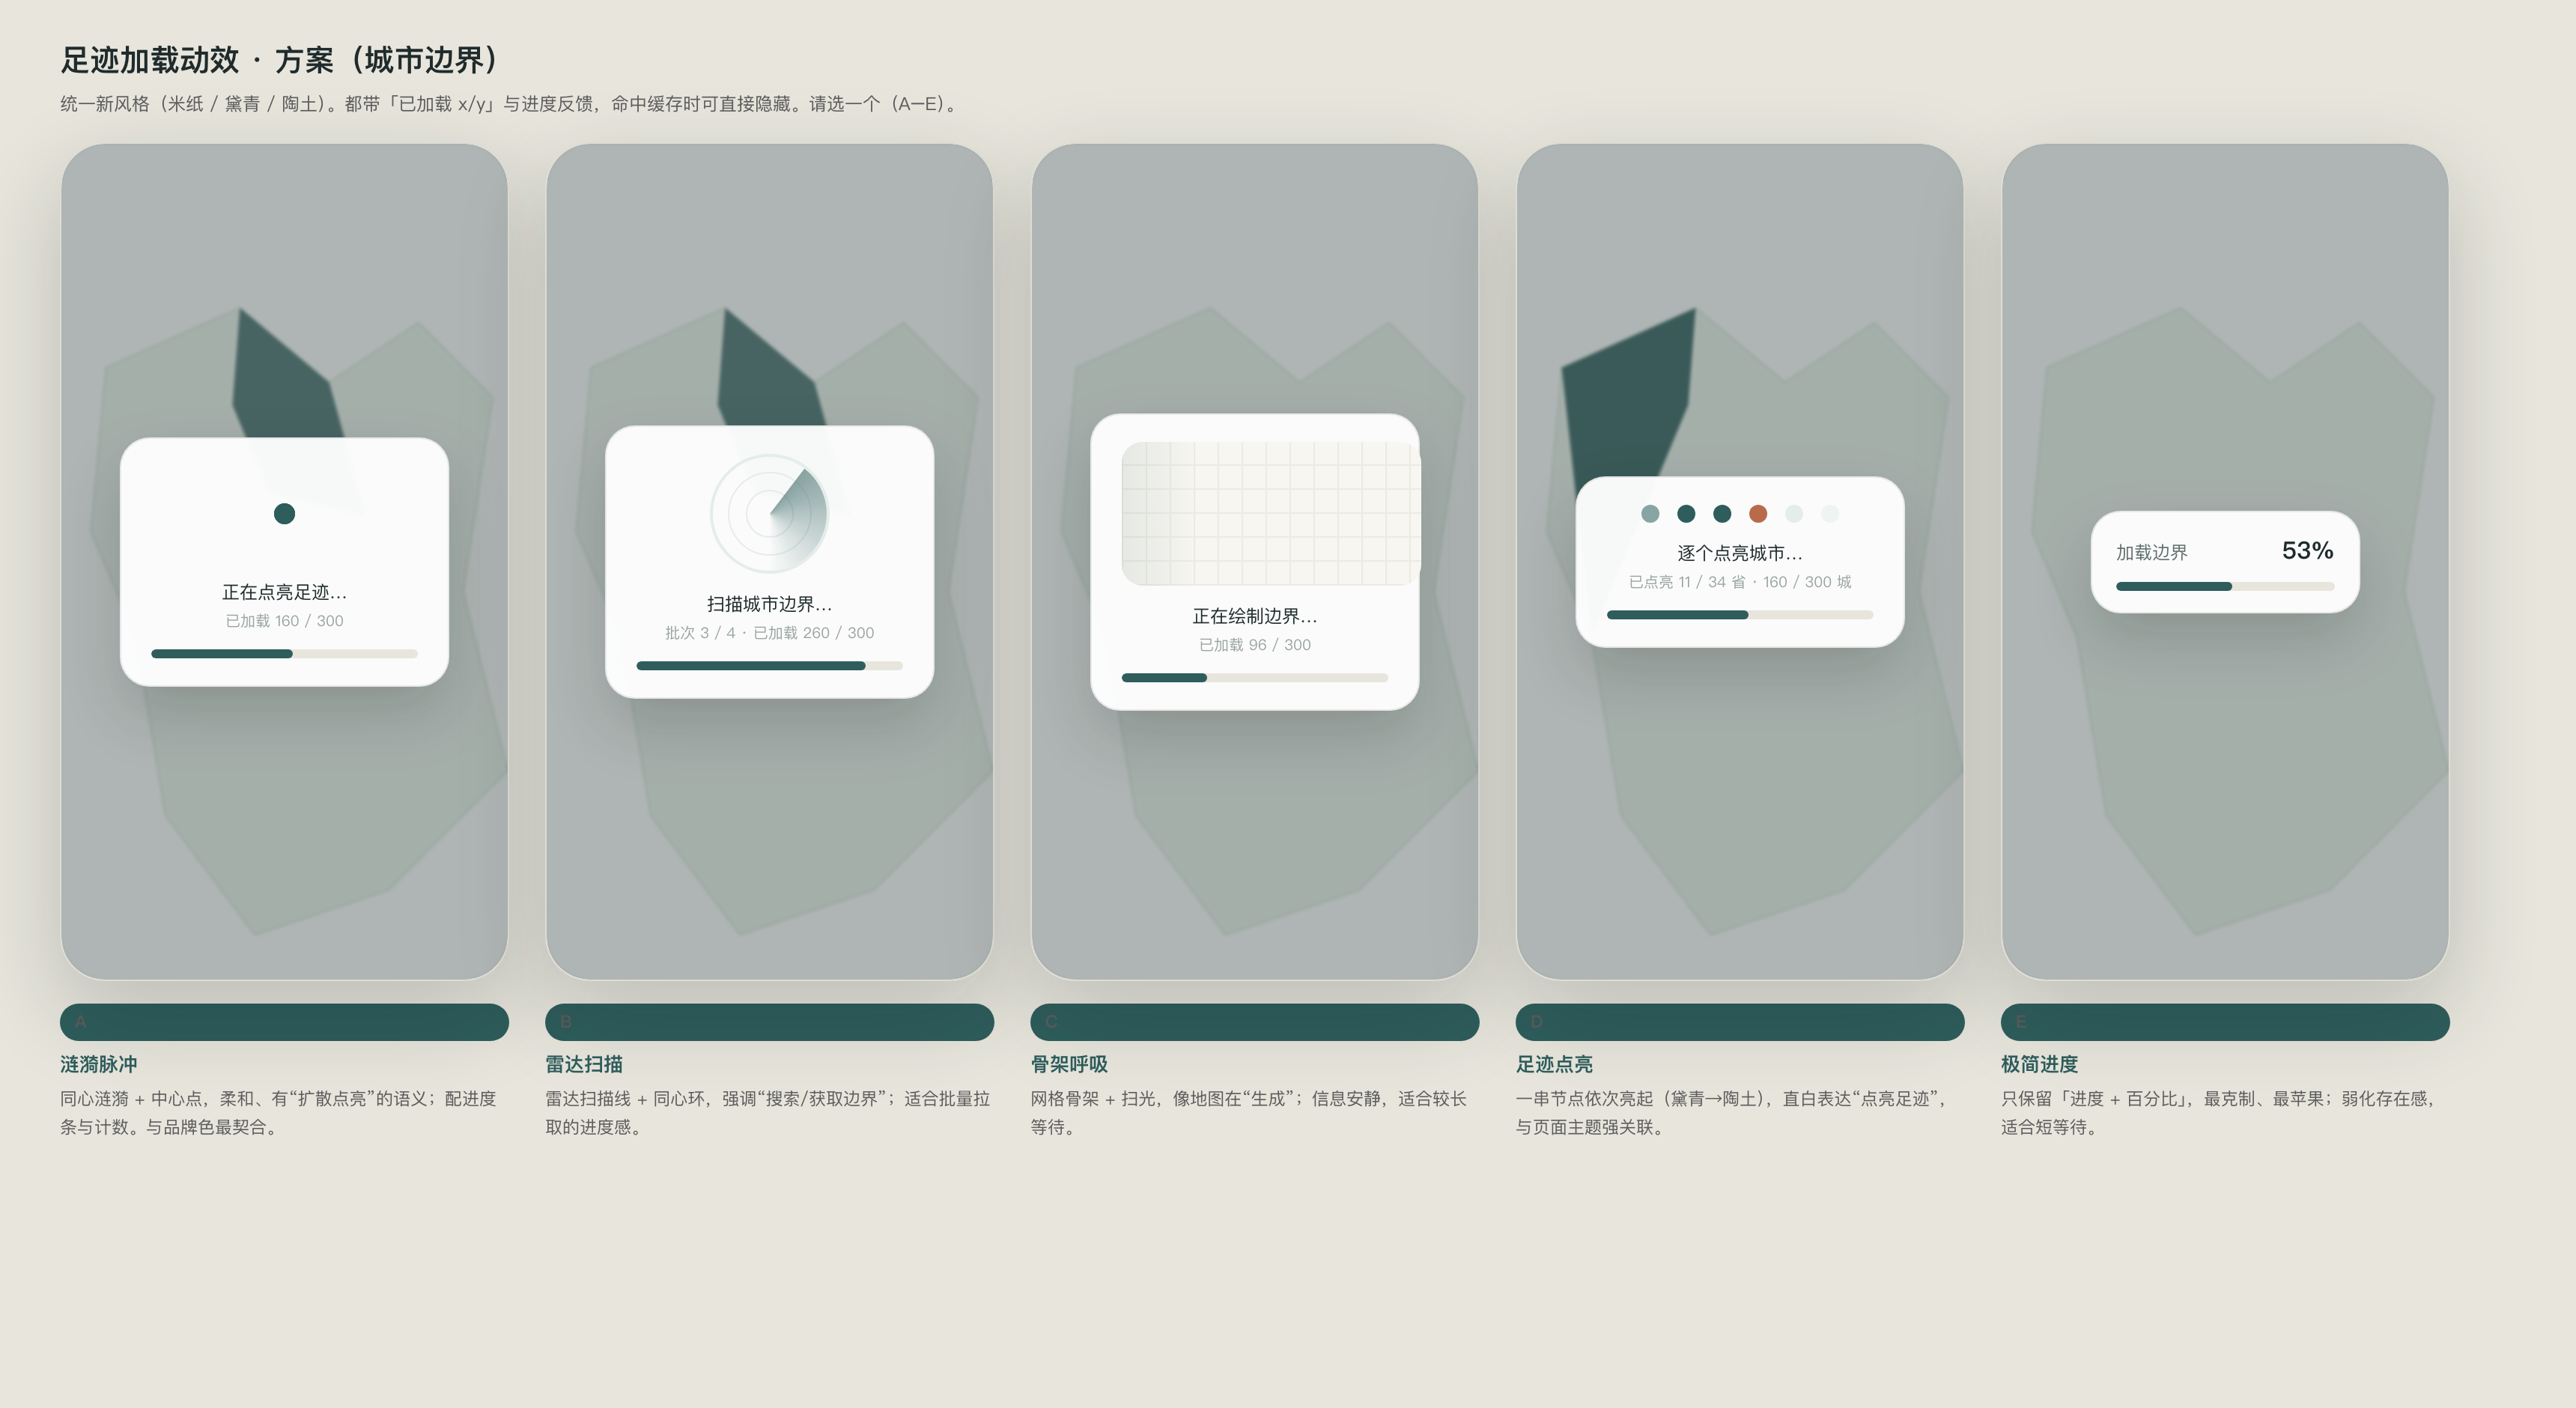 足迹加载动效 · 方案（城市边界）
统一新风格（米纸 / 黛青 / 陶土）。都带「已加载 x/y」与进度反馈，命中缓存时可直接隐藏。请选一个（A—E）。
正在点亮足迹…
已加载 160 / 300
扫描城市边界…
批次 3 / 4 · 已加载 260 / 300
正在绘制边界…
已加载 96 / 300
逐个点亮城市…
已点亮 11 / 34 省 · 160 / 300 城
加载边界 53%
A
涟漪脉冲
同心涟漪 + 中心点，柔和、有“扩散点亮”的语义；配进度
条与计数。与品牌色最契合。
B
雷达扫描
雷达扫描线 + 同心环，强调“搜索/获取边界”；适合批量拉
取的进度感。
C
骨架呼吸
网格骨架 + 扫光，像地图在“生成”；信息安静，适合较长
等待。
D
足迹点亮
一串节点依次亮起（黛青→陶土），直白表达“点亮足迹”，
与页面主题强关联。
E
极简进度
只保留「进度 + 百分比」，最克制、最苹果；弱化存在感，
适合短等待。